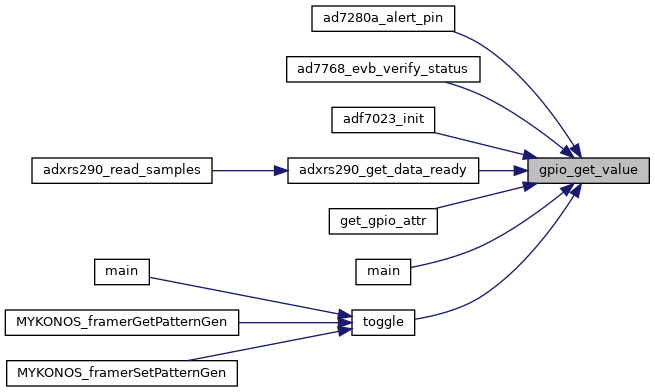 ad7280a_alert_pin
ad7768_evb_verify_status
adf7023_init
adxrs290_read_samples
adxrs290_get_data_ready
gpio_get_value
get_gpio_attr
main
main
MYKONOS_framerGetPatternGen
toggle
MYKONOS_framerSetPatternGen